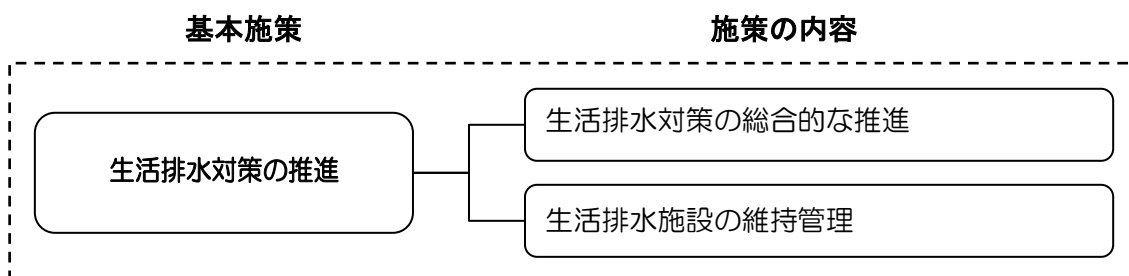 基本施策
施策の内容
生活排水対策の推進
生活排水対策の総合的な推進
生活排水施設の維持管理